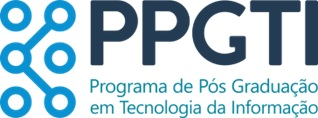 PPGTI
Programa de Pós Graduação
em Tecnologia da Informação